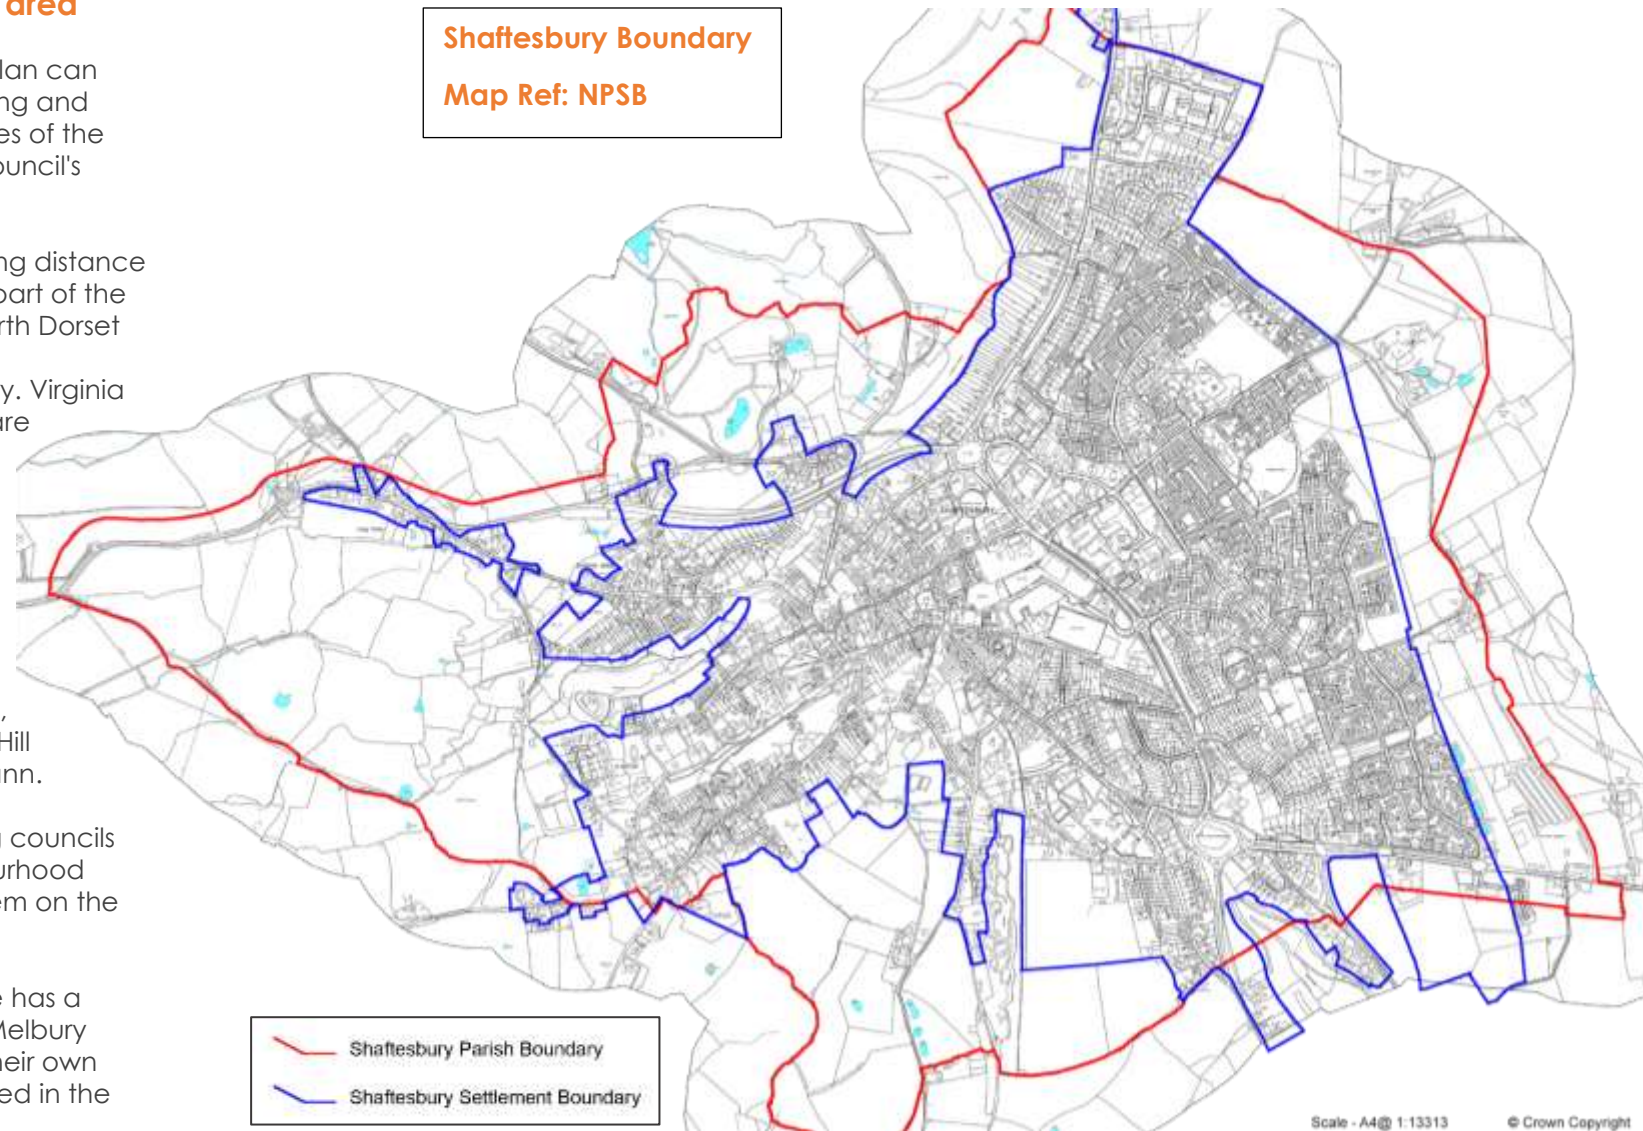 area
lan can
ng and
es of the
ouncil's
ng distance
part of the
rth Dorset
y. Virginia
are
,
Hill
ann.
g councils
urhood
em on the
e has a
Melbury
heir own
ed in the
Shaftesbury Boundary
Map Ref: NPSB
Shaftesbury Parish Boundary
Shaftesbury Settlement Boundary
Scale - A4@ 1:13313
© Crown Copyright